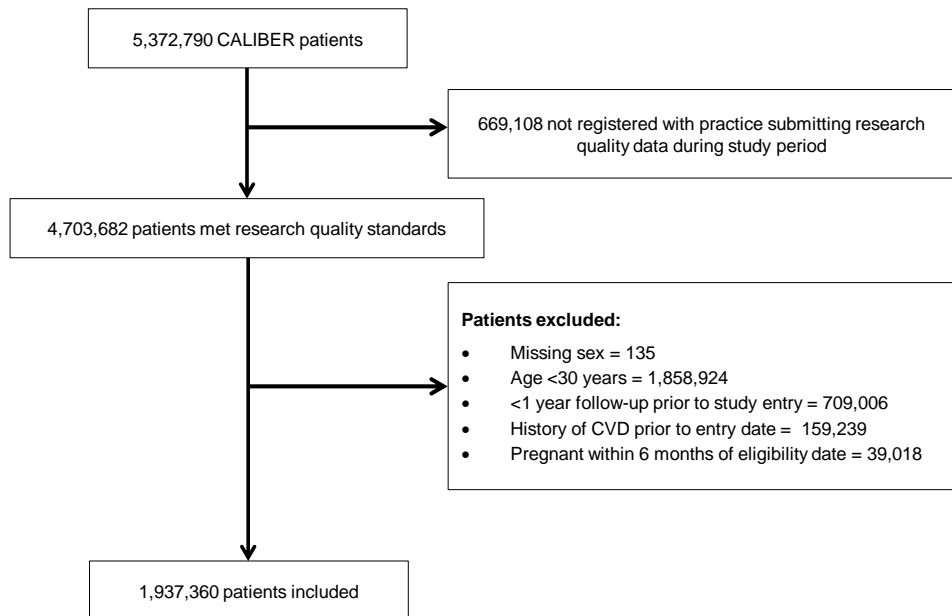 5,372,790 CALIBER patients
669,108 not registered with practice submitting research
quality data during study period
4,703,682 patients met research quality standards
Patients excluded:
• Missing sex = 135
• Age <30 years = 1,858,924
• <1 year follow-up prior to study entry = 709,006
• History of CVD prior to entry date =  159,239
• Pregnant within 6 months of eligibility date = 39,018
1,937,360 patients included